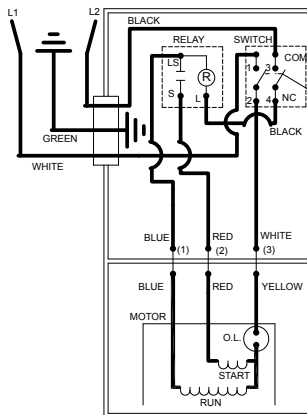 L1
L2
BLACK
RELAY
SWITCH
LS
COM
1
3
R
S
L
2
4
NC
GREEN
BLACK
WHITE
BLUE
(1)
RED
(2)
WHITE
(3)
BLUE
RED
YELLOW
MOTOR
O.L.
START
RUN